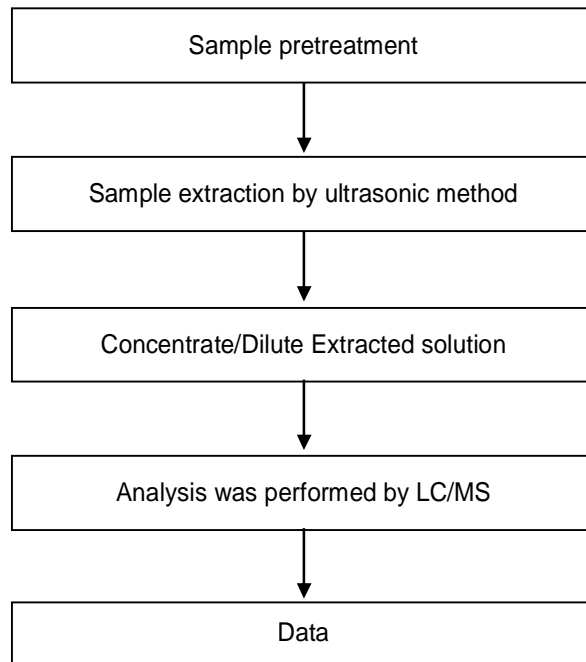 Sample pretreatment
Sample extraction by ultrasonic method
Concentrate/Dilute Extracted solution
Analysis was performed by LC/MS
Data